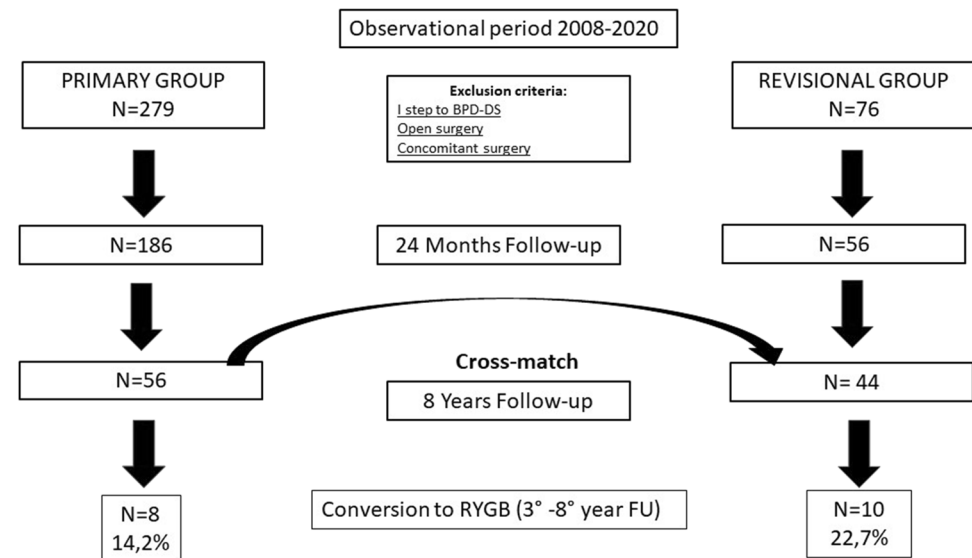 Observational period 2008-2020
PRIMARY GROUP
N=279
Exclusion criteria:
I step to BPD-DS
Open surgery
Concomitant surgery
REVISIONAL GROUP
N=76
N=186
24 Months Follow-up
N=56
Cross-match
N=56
8 Years Follow-up
N= 44
N=8
14,2%
Conversion to RYGB (3° -8° year FU)
N=10
22,7%